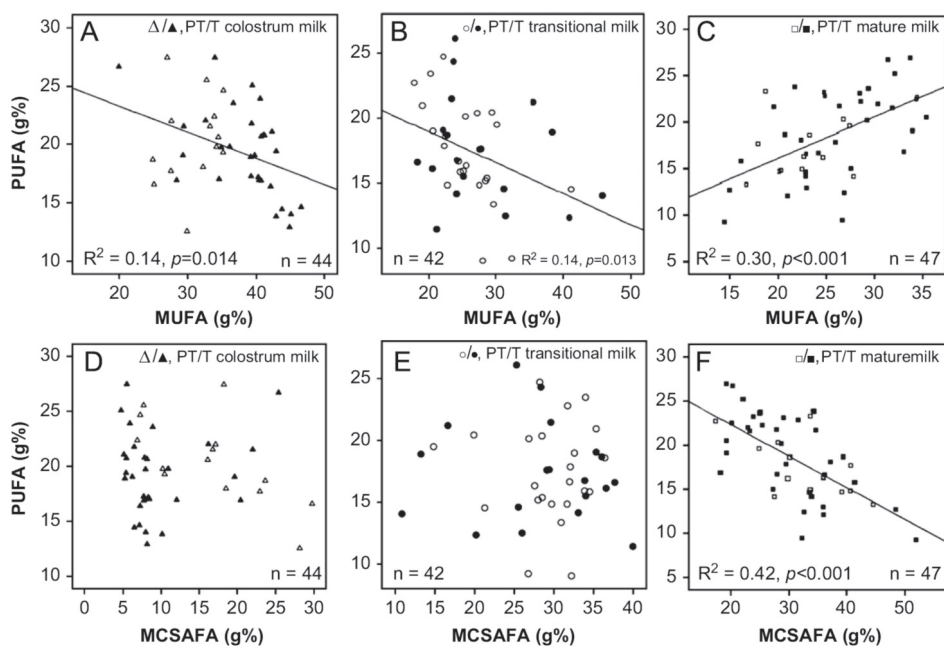 A
△/▲, PT/T colostrum milk
30
25
20
15
10
PUFA (g%)
R² = 0.14, p=0.014
n = 44
20 30 40 50
MUFA (g%)
B
○/●, PT/T transitional milk
30
25
20
15
10
n = 42
R² = 0.14, p=0.013
20 30 40 50
MUFA (g%)
C
□/■, PT/T mature milk
30
25
20
15
10
5
R² = 0.30, p<0.001
n = 47
15 20 25 30 35
MUFA (g%)
D
△/▲, PT/T colostrum milk
30
25
20
15
10
PUFA (g%)
n = 44
0 5 10 15 20 25 30
MCSAFA (g%)
E
○/●, PT/T transitional milk
25
20
15
10
n = 42
10 15 20 25 30 35 40
MCSAFA (g%)
F
□/■, PT/T maturemilk
30
25
20
15
10
5
R² = 0.42, p<0.001
n = 47
20 30 40 50
MCSAFA (g%)